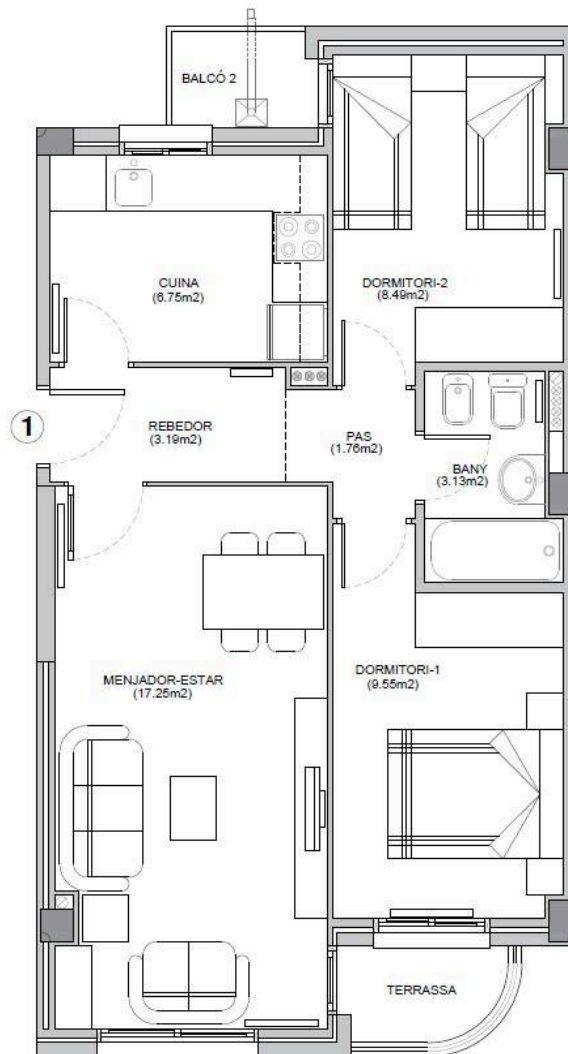 BALCÓ 2
CUINA
(6.75m2)
DORMITORI-2
(8.49m2)
1
REBEDOR
(3.19m2)
PAS
(1.76m2)
BANY
(3.13m2)
MENJADOR-ESTAR
(17.25m2)
DORMITORI-1
(9.55m2)
TERRASSA